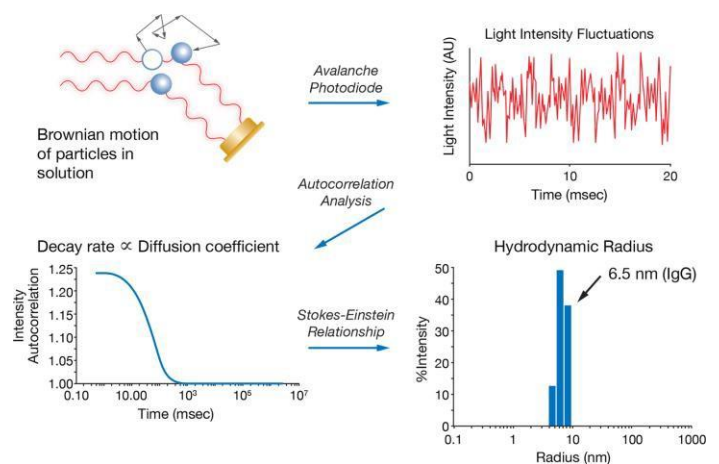 Brownian motion
of particles in
solution
Avalanche
Photodiode
Light Intensity Fluctuations
Light Intensity (AU)
0
10
20
Time (msec)
Autocorrelation
Analysis
Decay rate ∝ Diffusion coefficient
Intensity
Autocorrelation
1.25
1.20
1.15
1.10
1.05
1.00
0.10
10.00
10³
10⁶
10⁷
Time (msec)
Stokes-Einstein
Relationship
Hydrodynamic Radius
6.5 nm (IgG)
%Intensity
50
40
30
20
10
0
0.1
1
10
100
1000
Radius (nm)